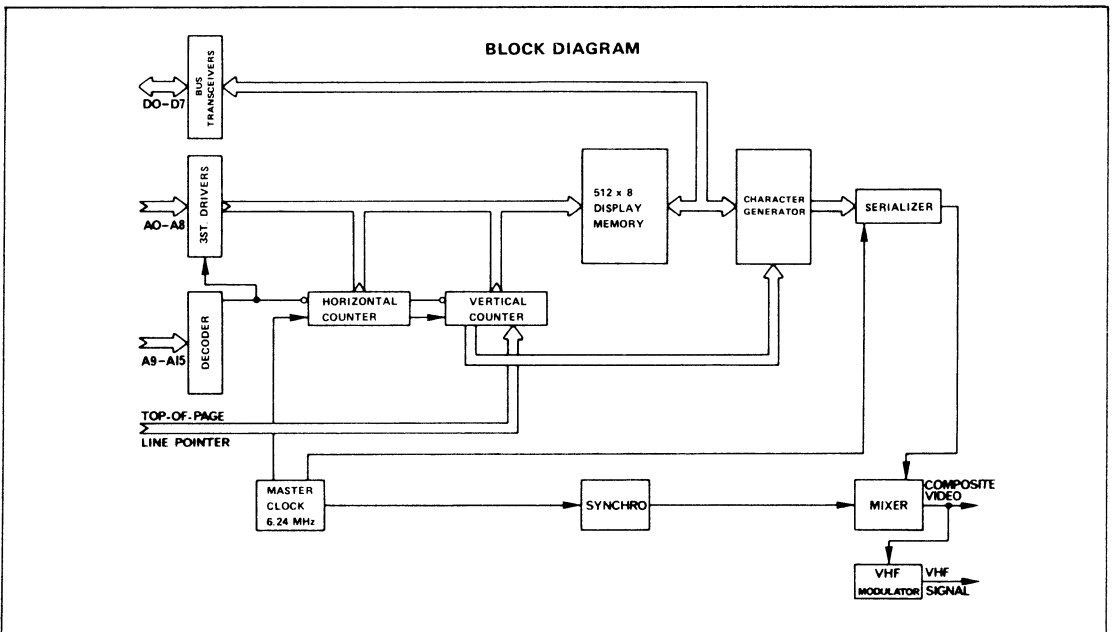 BLOCK DIAGRAM
BUS
TRANSCEIVERS
DO-D7
3ST. DRIVERS
AO-A8
512 x 8
DISPLAY
MEMORY
CHARACTER
GENERATOR
SERIALIZER
DECODER
A9-A15
HORIZONTAL
COUNTER
VERTICAL
COUNTER
TOP-OF-PAGE
LINE POINTER
MASTER
CLOCK
6.24 MHz
SYNCHRO
MIXER
COMPOSITE
VIDEO
VHF
MODULATOR
VHF
SIGNAL